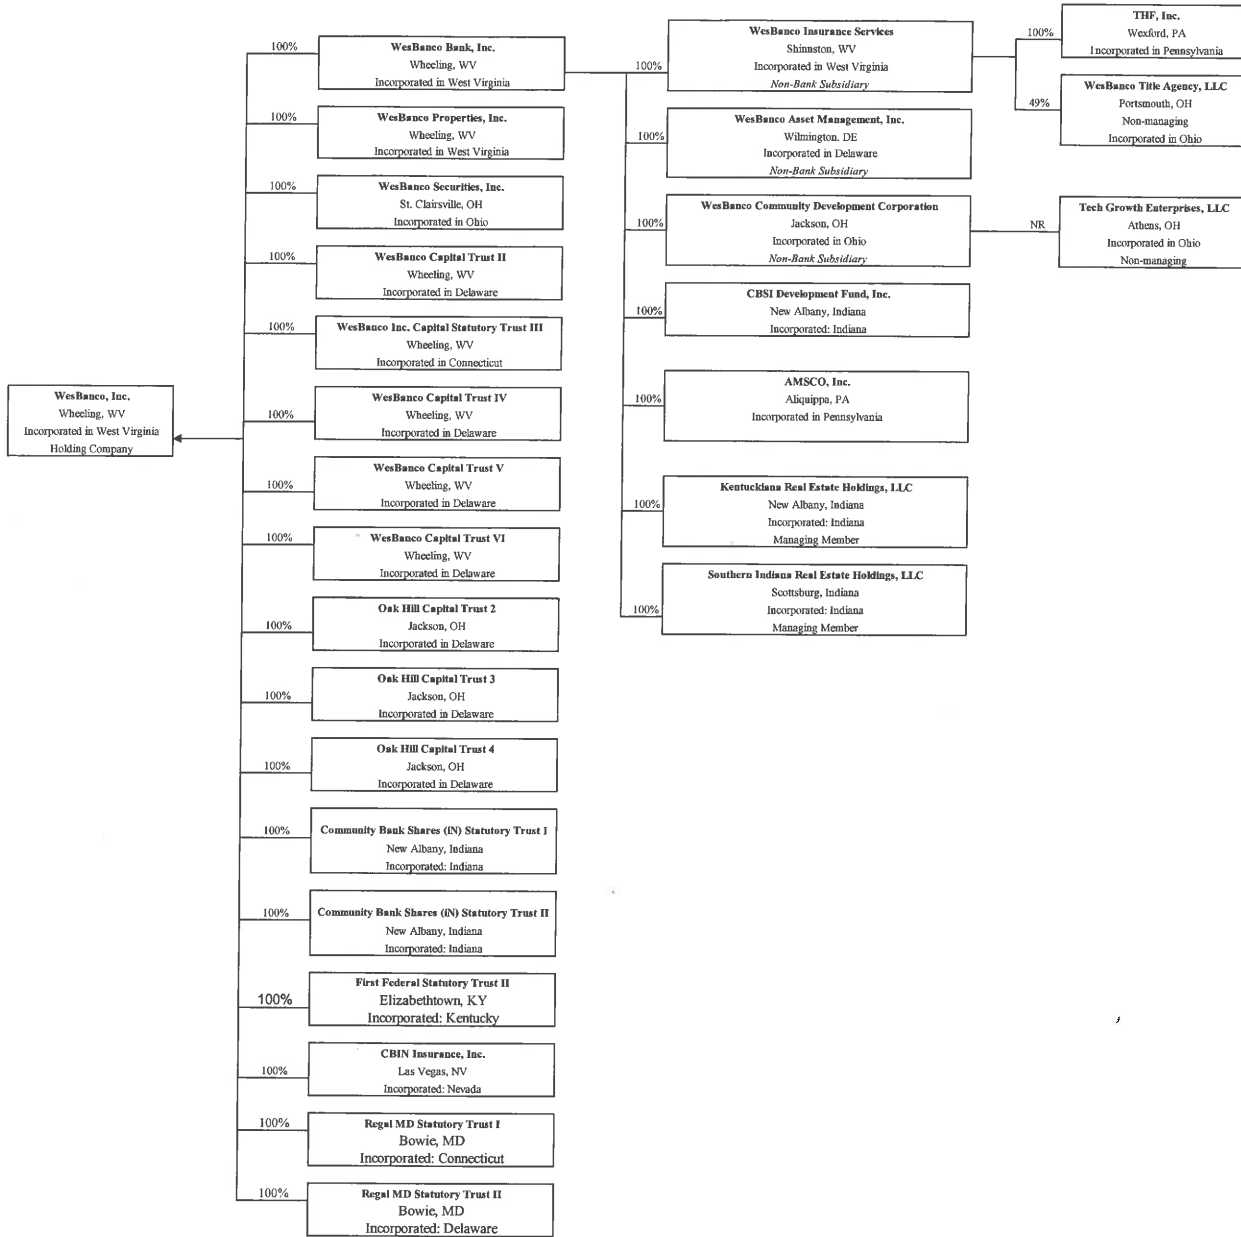 WesBanco, Inc.
Wheeling, WV
Incorporated in West Virginia
Holding Company
100%
WesBanco Bank, Inc.
Wheeling, WV
Incorporated in West Virginia
100%
WesBanco Properties, Inc.
Wheeling, WV
Incorporated in West Virginia
100%
WesBanco Securities, Inc.
St. Clairsville, OH
Incorporated in Ohio
100%
WesBanco Capital Trust II
Wheeling, WV
Incorporated in Delaware
100%
WesBanco Inc. Capital Statutory Trust III
Wheeling, WV
Incorporated in Connecticut
100%
WesBanco Capital Trust IV
Wheeling, WV
Incorporated in Delaware
100%
WesBanco Capital Trust V
Wheeling, WV
Incorporated in Delaware
100%
WesBanco Capital Trust VI
Wheeling, WV
Incorporated in Delaware
100%
Oak Hill Capital Trust 2
Jackson, OH
Incorporated in Delaware
100%
Oak Hill Capital Trust 3
Jackson, OH
Incorporated in Delaware
100%
Oak Hill Capital Trust 4
Jackson, OH
Incorporated in Delaware
100%
Community Bank Shares (IN) Statutory Trust I
New Albany, Indiana
Incorporated: Indiana
100%
Community Bank Shares (IN) Statutory Trust II
New Albany, Indiana
Incorporated: Indiana
100%
First Federal Statutory Trust II
Elizabethtown, KY
Incorporated: Kentucky
100%
CBIN Insurance, Inc.
Las Vegas, NV
Incorporated: Nevada
100%
Regal MD Statutory Trust I
Bowie, MD
Incorporated: Connecticut
100%
Regal MD Statutory Trust II
Bowie, MD
Incorporated: Delaware
100%
WesBanco Insurance Services
Shinnston, WV
Incorporated in West Virginia
Non-Bank Subsidiary
100%
WesBanco Asset Management, Inc.
Wilmington. DE
Incorporated in Delaware
Non-Bank Subsidiary
100%
WesBanco Community Development Corporation
Jackson, OH
Incorporated in Ohio
Non-Bank Subsidiary
100%
CBSI Development Fund, Inc.
New Albany, Indiana
Incorporated: Indiana
100%
AMSCO, Inc.
Aliquippa, PA
Incorporated in Pennsylvania
100%
Kentuckiana Real Estate Holdings, LLC
New Albany, Indiana
Incorporated: Indiana
Managing Member
100%
Southern Indiana Real Estate Holdings, LLC
Scottsburg, Indiana
Incorporated: Indiana
Managing Member
100%
THF, Inc.
Wexford, PA
Incorporated in Pennsylvania
49%
WesBanco Title Agency, LLC
Portsmouth, OH
Non-managing
Incorporated in Ohio
NR
Tech Growth Enterprises, LLC
Athens, OH
Incorporated in Ohio
Non-managing